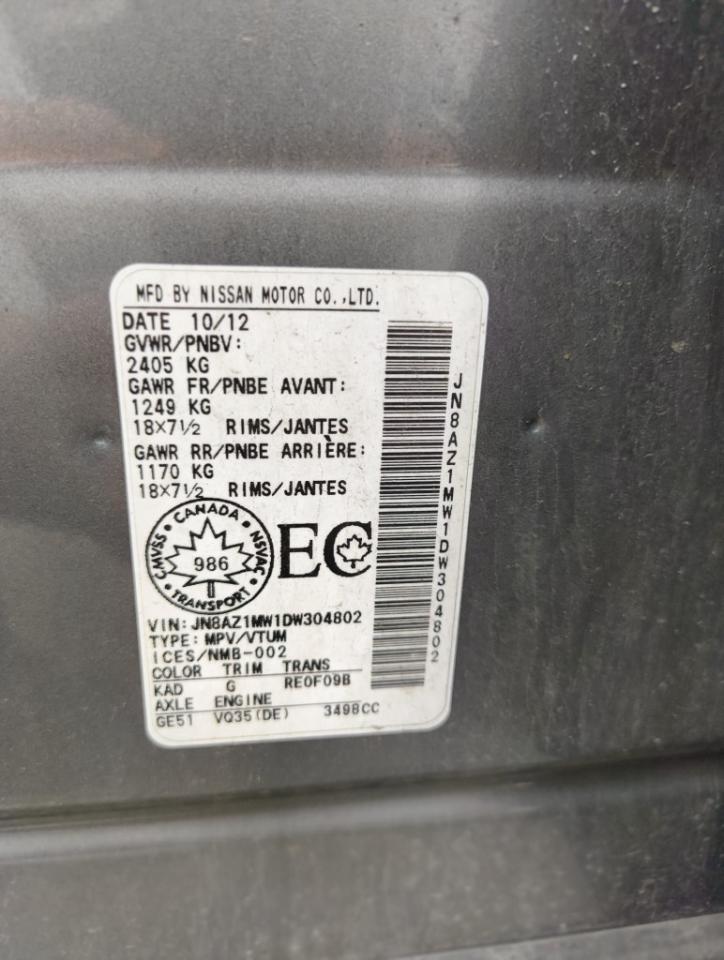 MFD BY NISSAN MOTOR CO.,LTD.
DATE 10/12
GVWR/PNBV:
2405 KG
GAWR FR/PNBE AVANT:
1249 KG
18×7½ RIMS/JANTES
GAWR RR/PNBE ARRIÈRE:
1170 KG
18×7½ RIMS/JANTES
CANADA
CMVSS 986 NSVAC
TRANSPORT
EC
VIN: JN8AZ1MW1DW304802
TYPE: MPV/VTUM
ICES/NMB-002
COLOR TRIM TRANS
KAD G RE0F09B
AXLE ENGINE
GE51 VQ35(DE) 3498CC
JN8AZ1MW1DW304802